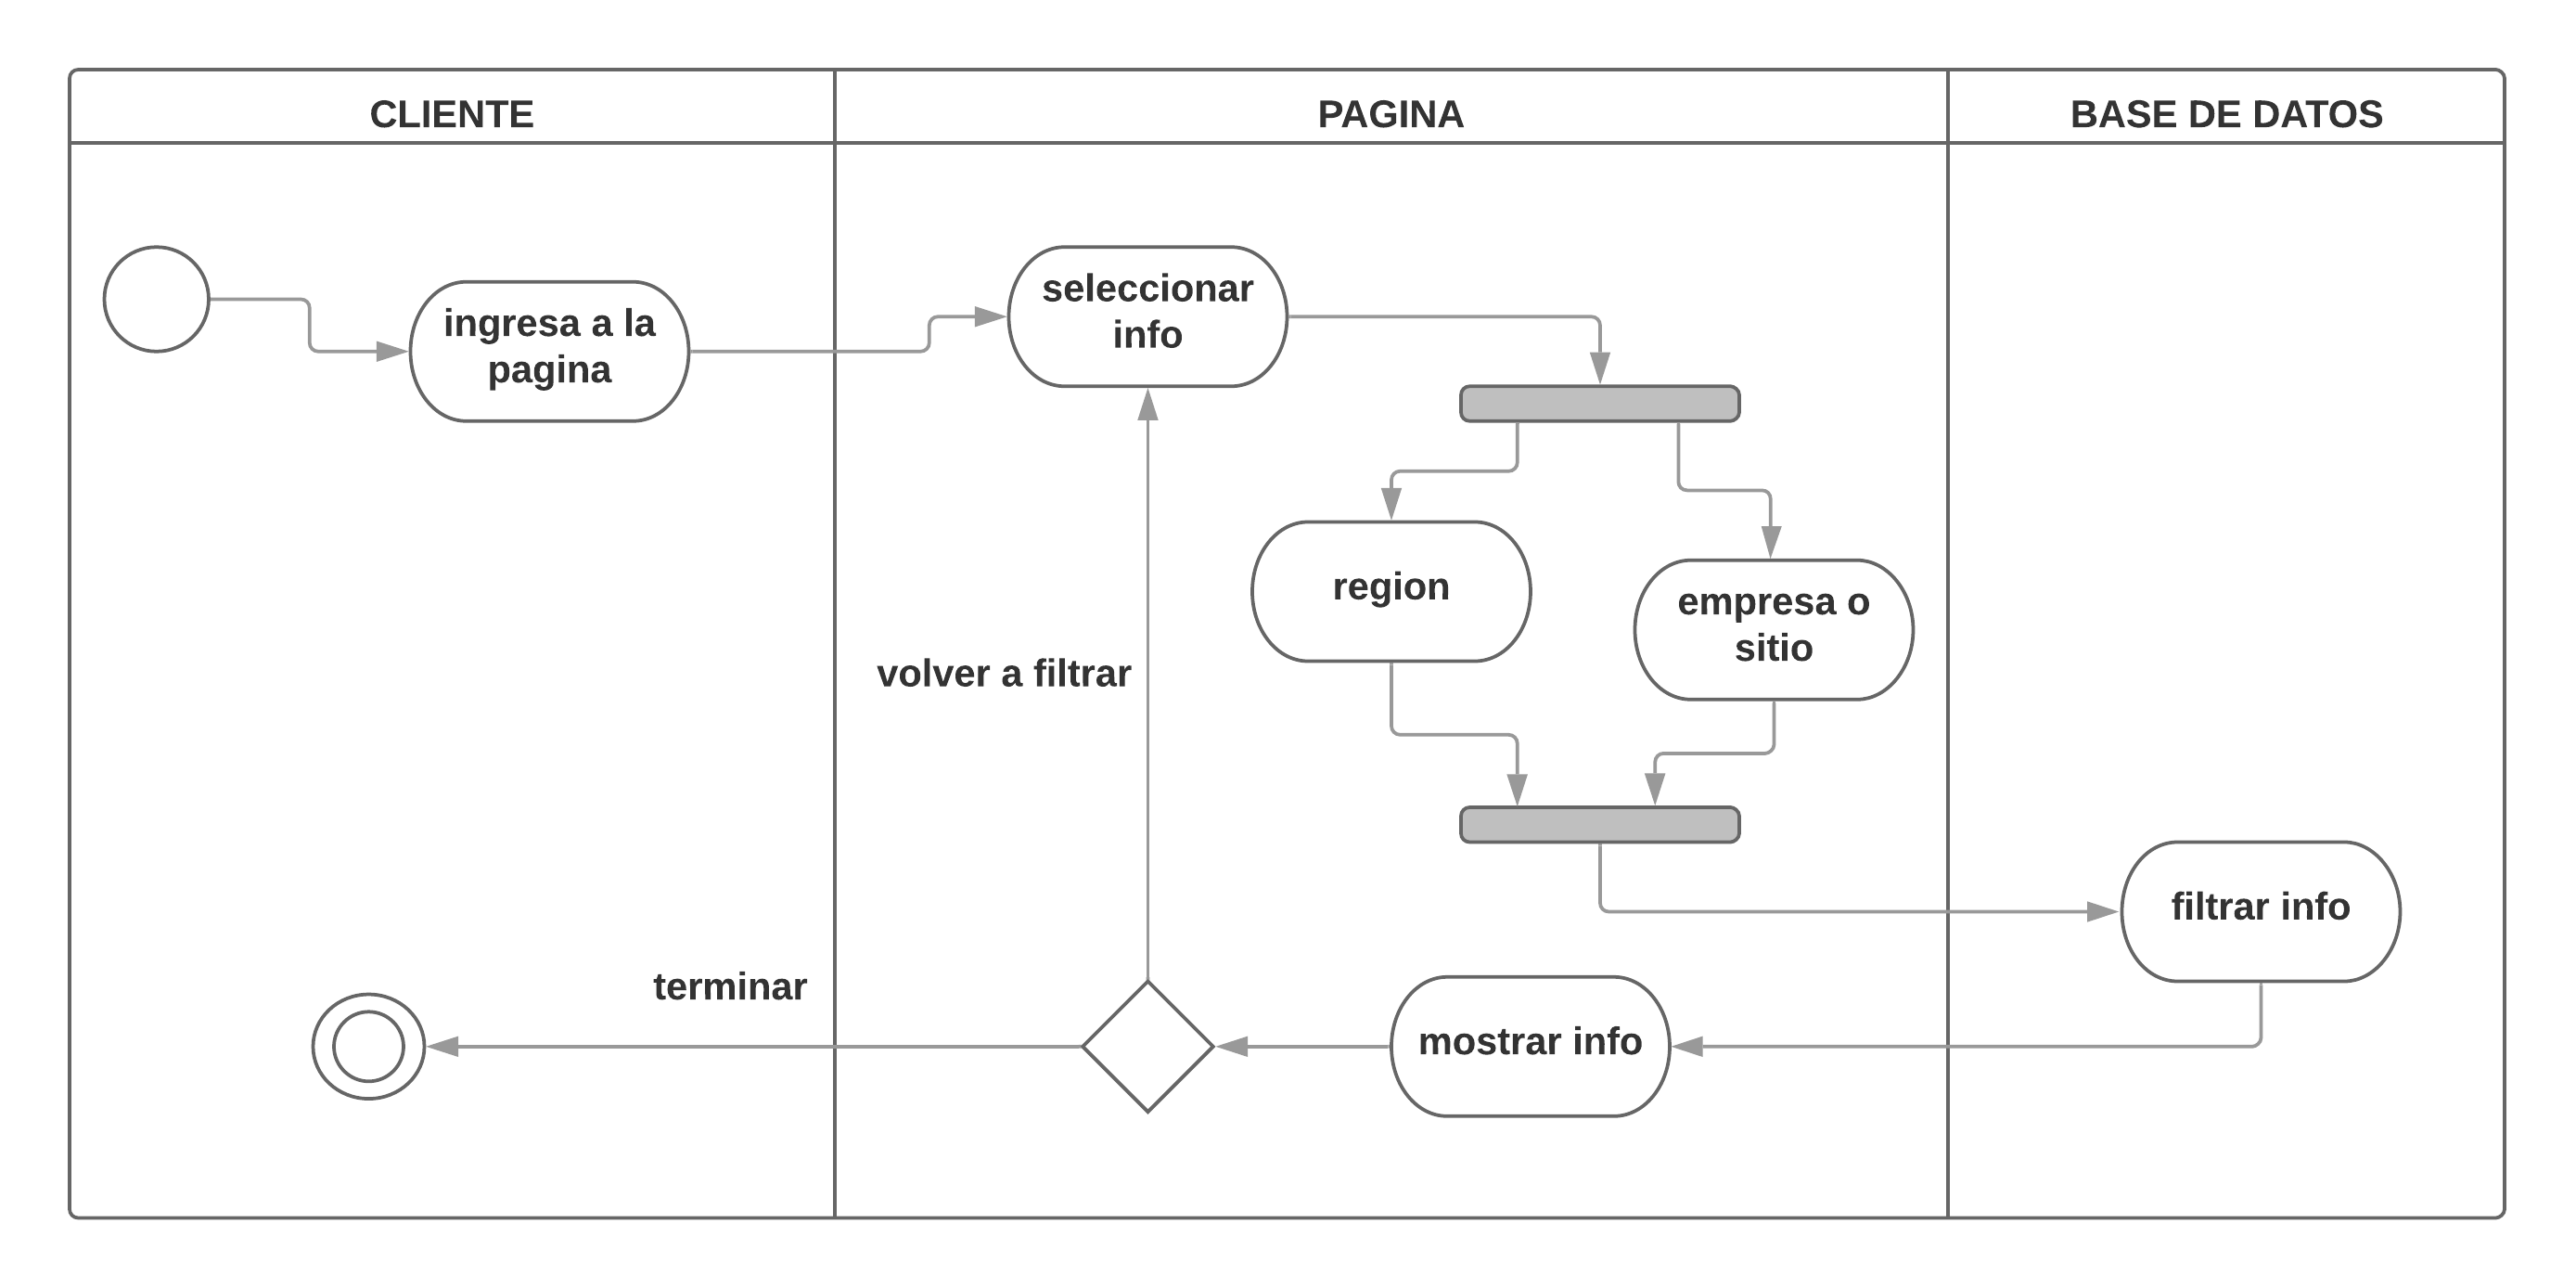 CLIENTE
PAGINA
BASE DE DATOS
ingresa a la
pagina
seleccionar
info
region
empresa o
sitio
volver a filtrar
filtrar info
terminar
mostrar info